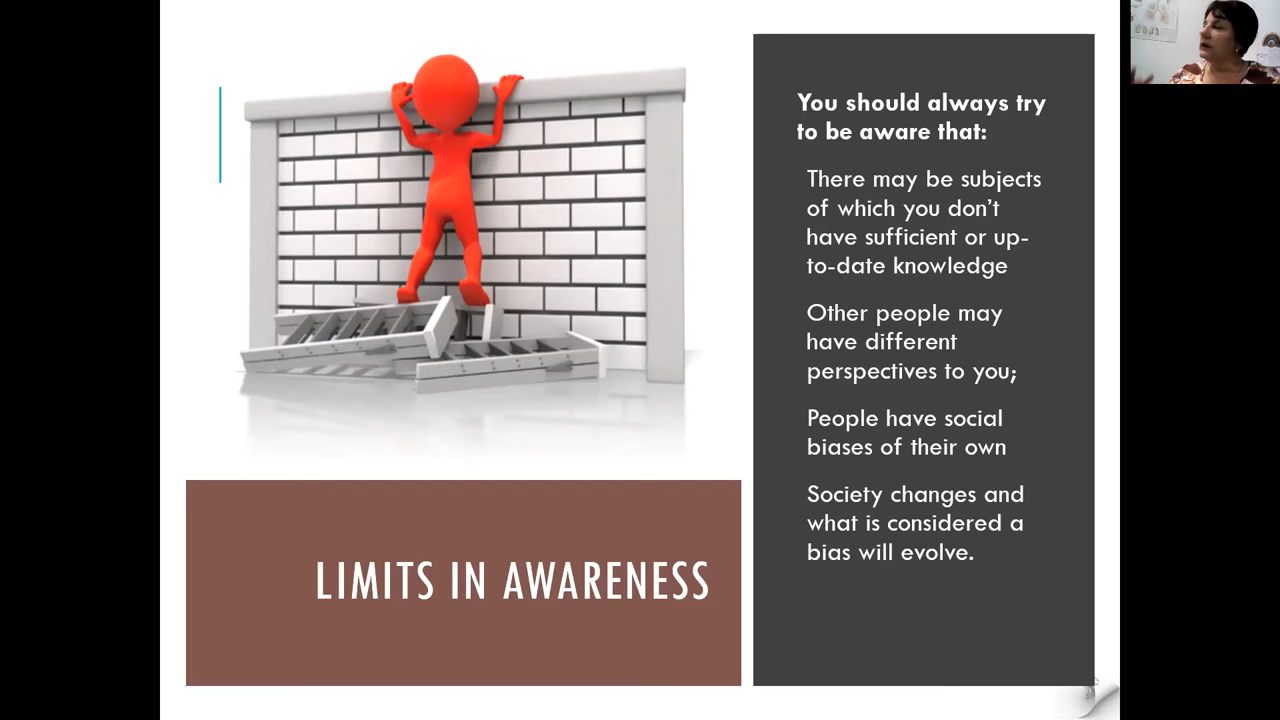 You should always try
to be aware that:
There may be subjects
of which you don't
have sufficient or up-
to-date knowledge
Other people may
have different
perspectives to you;
People have social
biases of their own
Society changes and
what is considered a
bias will evolve.
LIMITS IN AWARENESS